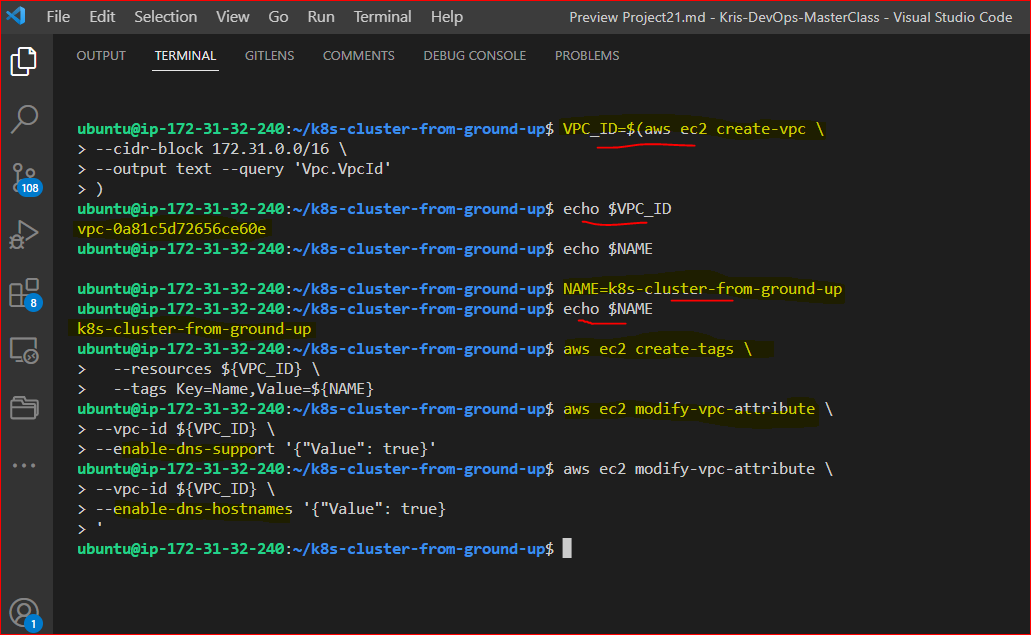 File Edit Selection View Go Run Terminal Help Preview Project21.md - Kris-DevOps-MasterClass - Visual Studio Code
OUTPUT TERMINAL GITLENS COMMENTS DEBUG CONSOLE PROBLEMS
ubuntu@ip-172-31-32-240:~/k8s-cluster-from-ground-up$ VPC_ID=$(aws ec2 create-vpc \
> --cidr-block 172.31.0.0/16 \
> --output text --query 'Vpc.VpcId'
> )
ubuntu@ip-172-31-32-240:~/k8s-cluster-from-ground-up$ echo $VPC_ID
vpc-0a81c5d72656ce60e
ubuntu@ip-172-31-32-240:~/k8s-cluster-from-ground-up$ echo $NAME
ubuntu@ip-172-31-32-240:~/k8s-cluster-from-ground-up$ NAME=k8s-cluster-from-ground-up
ubuntu@ip-172-31-32-240:~/k8s-cluster-from-ground-up$ echo $NAME
k8s-cluster-from-ground-up
ubuntu@ip-172-31-32-240:~/k8s-cluster-from-ground-up$ aws ec2 create-tags \
>   --resources ${VPC_ID} \
>   --tags Key=Name,Value=${NAME}
ubuntu@ip-172-31-32-240:~/k8s-cluster-from-ground-up$ aws ec2 modify-vpc-attribute \
> --vpc-id ${VPC_ID} \
> --enable-dns-support '{"Value": true}'
ubuntu@ip-172-31-32-240:~/k8s-cluster-from-ground-up$ aws ec2 modify-vpc-attribute \
> --vpc-id ${VPC_ID} \
> --enable-dns-hostnames '{"Value": true}
> '
ubuntu@ip-172-31-32-240:~/k8s-cluster-from-ground-up$
108
8
1